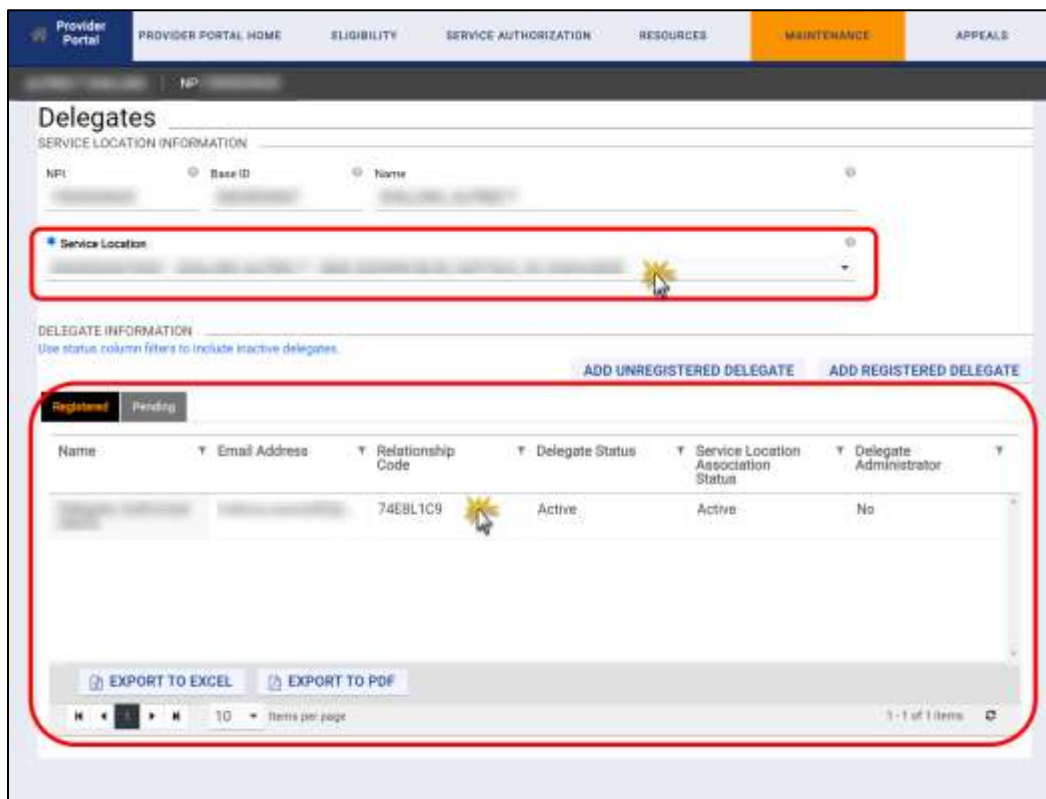 Provider Portal
PROVIDER PORTAL HOME
ELIGIBILITY
SERVICE AUTHORIZATION
RESOURCES
MAINTENANCE
APPEALS
NP
Delegates
SERVICE LOCATION INFORMATION
NPI
Base ID
Name
* Service Location
DELEGATE INFORMATION
Use status column filters to include inactive delegates.
ADD UNREGISTERED DELEGATE
ADD REGISTERED DELEGATE
Registered
Pending
Name
Email Address
Relationship Code
Delegate Status
Service Location Association Status
Delegate Administrator
74E8L1C9
Active
Active
No
EXPORT TO EXCEL
EXPORT TO PDF
1
10
Items per page
1 - 1 of 1 items